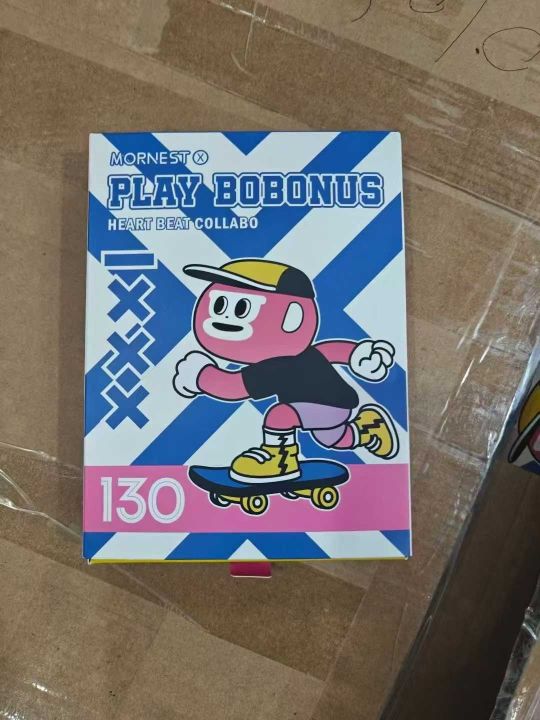 MORNEST X
PLAY BOBONUS
HEART BEAT COLLABO
130